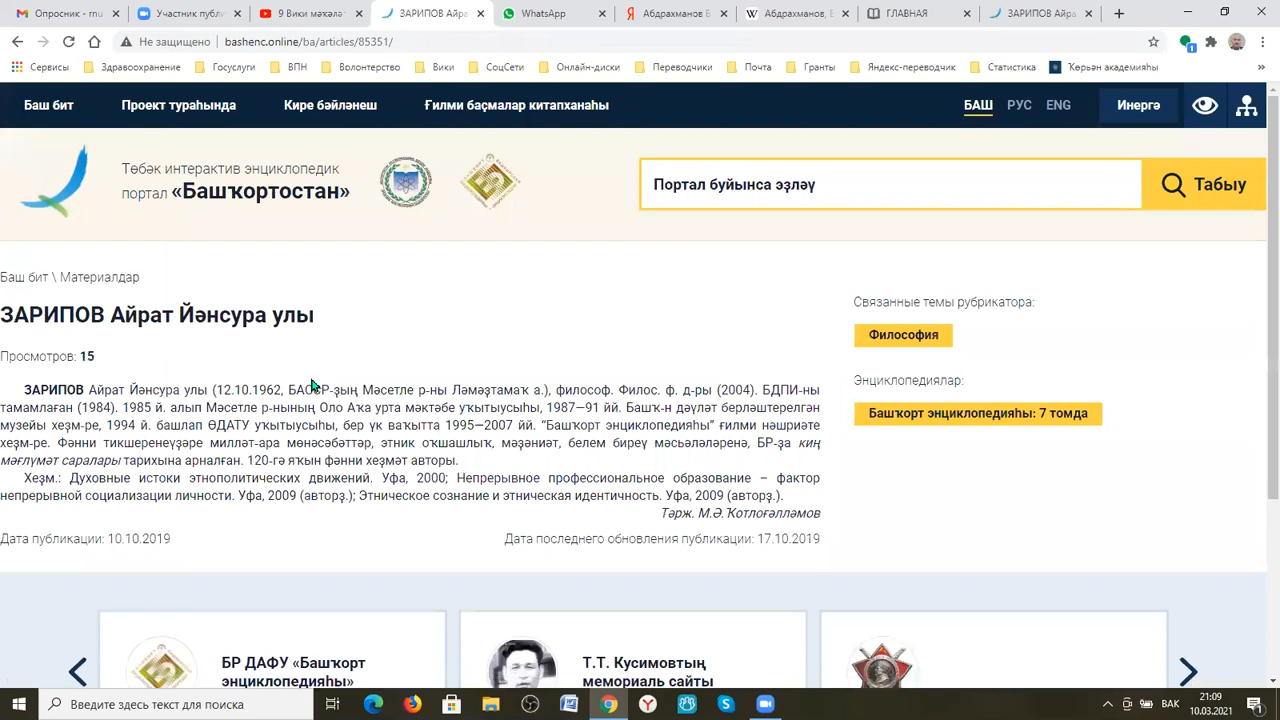 Опросник - rnu
Участник публи
9 Вики мәҡалә-
ЗАРИПОВ Айрат
WhatsApp
Абдрахманов Б
Абдрахманов, Б
ГЛАВНАЯ
ЗАРИПОВ Айра
Не защищено | bashenc.online/ba/articles/85351/
Сервисы
Здравоохранение
Госуслуги
ВПН
Волонтерство
Вики
СоцСети
Онлайн-диски
Переводчики
Почта
Гранты
Яндекс-переводчик
Статистика
Ҡөрьән академияһы
»
Баш бит
Проект тураһында
Кире бәйләнеш
Ғилми баҫмалар китапханаһы
БАШ
РУС
ENG
Инергә
Төбәк интерактив энциклопедик
портал «Башҡортостан»
Портал буйынса эҙләү
Табыу
Баш бит \ Материалдар
ЗАРИПОВ Айрат Йәнсура улы
Просмотров: 15
ЗАРИПОВ Айрат Йәнсура улы (12.10.1962, БАССР-ҙың Мәсетле р-ны Ләмәҙтамаҡ а.), философ. Филос. ф. д-ры (2004). БДПИ-ны
тамамлаған (1984). 1985 й. алып Мәсетле р-нының Оло Аҡа урта мәктәбе уҡытыусыһы, 1987—91 йй. Башҡ-н дәүләт берләштерелгән
музейы хеҙм-ре, 1994 й. башлап ӨДАТУ уҡытыусыһы, бер үк ваҡытта 1995—2007 йй. “Башҡорт энциклопедияһы” ғилми нәшриәте
хеҙм-ре. Фәнни тикшеренеүҙәре милләт-ара мөнәсәбәттәр, этник оҡшашлыҡ, мәҙәниәт, белем биреү мәсьәләләренә, БР-ҙа киң
мәғлүмәт саралары тарихына арналған. 120-гә яҡын фәнни хеҙмәт авторы.
Хеҙм.: Духовные истоки этнополитических движений. Уфа, 2000; Непрерывное профессиональное образование – фактор
непрерывной социализации личности. Уфа, 2009 (авторҙ.); Этническое сознание и этническая идентичность. Уфа, 2009 (авторҙ.).
Тәрж. М.Ә.Ҡотлоғәлләмов
Дата публикации: 10.10.2019
Дата последнего обновления публикации: 17.10.2019
Связанные темы рубрикатора:
Философия
Энциклопедиялар:
Башҡорт энциклопедияһы: 7 томда
БР ДАФУ «Башҡорт
энциклопедияһы»
Т.Т. Кусимовтың
мемориаль сайты
Введите здесь текст для поиска
ВАК
21:09
10.03.2021